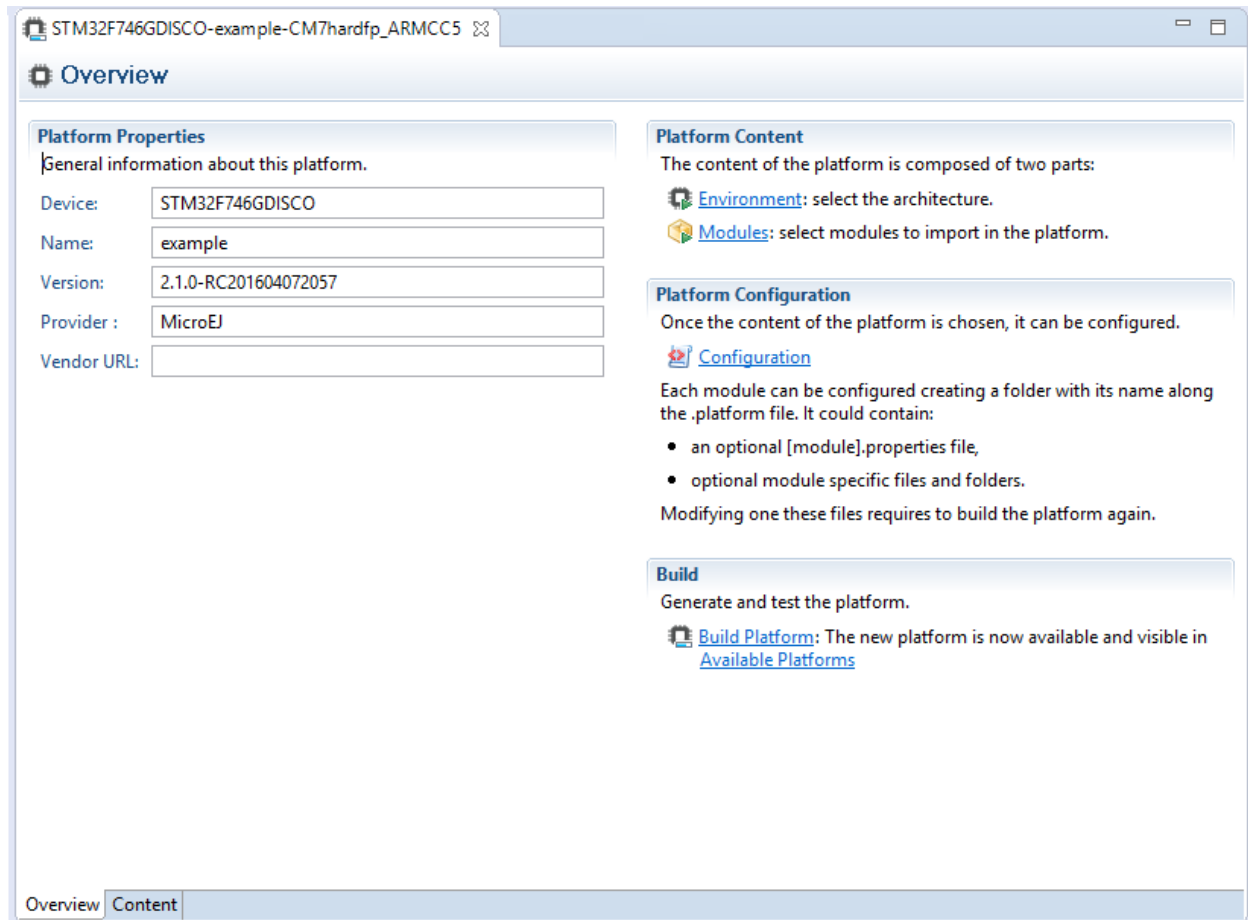 STM32F746GDISCO-example-CM7hardfp_ARMCC5
Overview
Platform Properties
General information about this platform.
Device: STM32F746GDISCO
Name: example
Version: 2.1.0-RC201604072057
Provider : MicroEJ
Vendor URL:
Platform Content
The content of the platform is composed of two parts:
Environment: select the architecture.
Modules: select modules to import in the platform.
Platform Configuration
Once the content of the platform is chosen, it can be configured.
Configuration
Each module can be configured creating a folder with its name along
the .platform file. It could contain:
• an optional [module].properties file,
• optional module specific files and folders.
Modifying one these files requires to build the platform again.
Build
Generate and test the platform.
Build Platform: The new platform is now available and visible in
Available Platforms
Overview Content